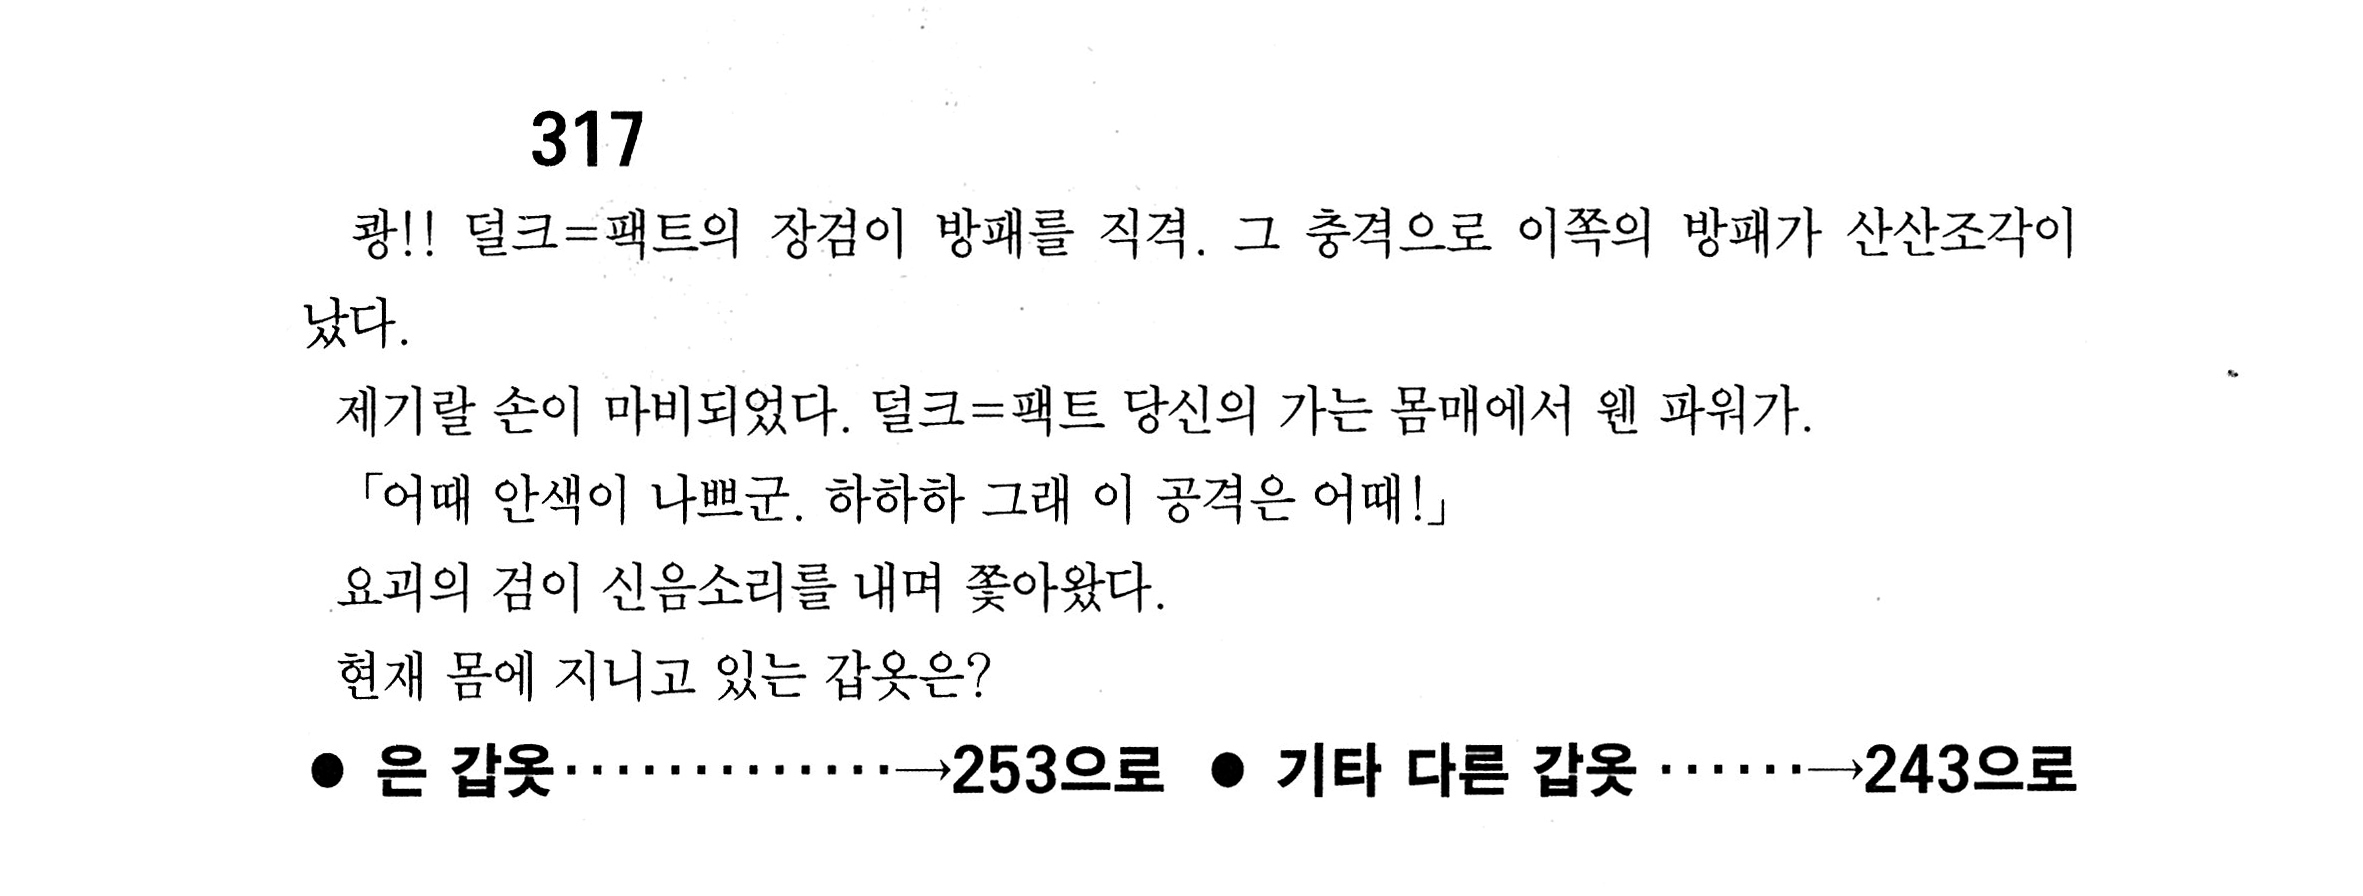 317
쾅!! 덜크=팩트의 장검이 방패를 직격. 그 충격으로 이쪽의 방패가 산산조각이
났다.
제기랄 손이 마비되었다. 덜크=팩트 당신의 가는 몸매에서 웬 파워가.
「어때 안색이 나쁘군. 하하하 그래 이 공격은 어때!」
요괴의 검이 신음소리를 내며 쫓아왔다.
현재 몸에 지니고 있는 갑옷은?
● 은 갑옷·············→253으로 ● 기타 다른 갑옷 ······→243으로